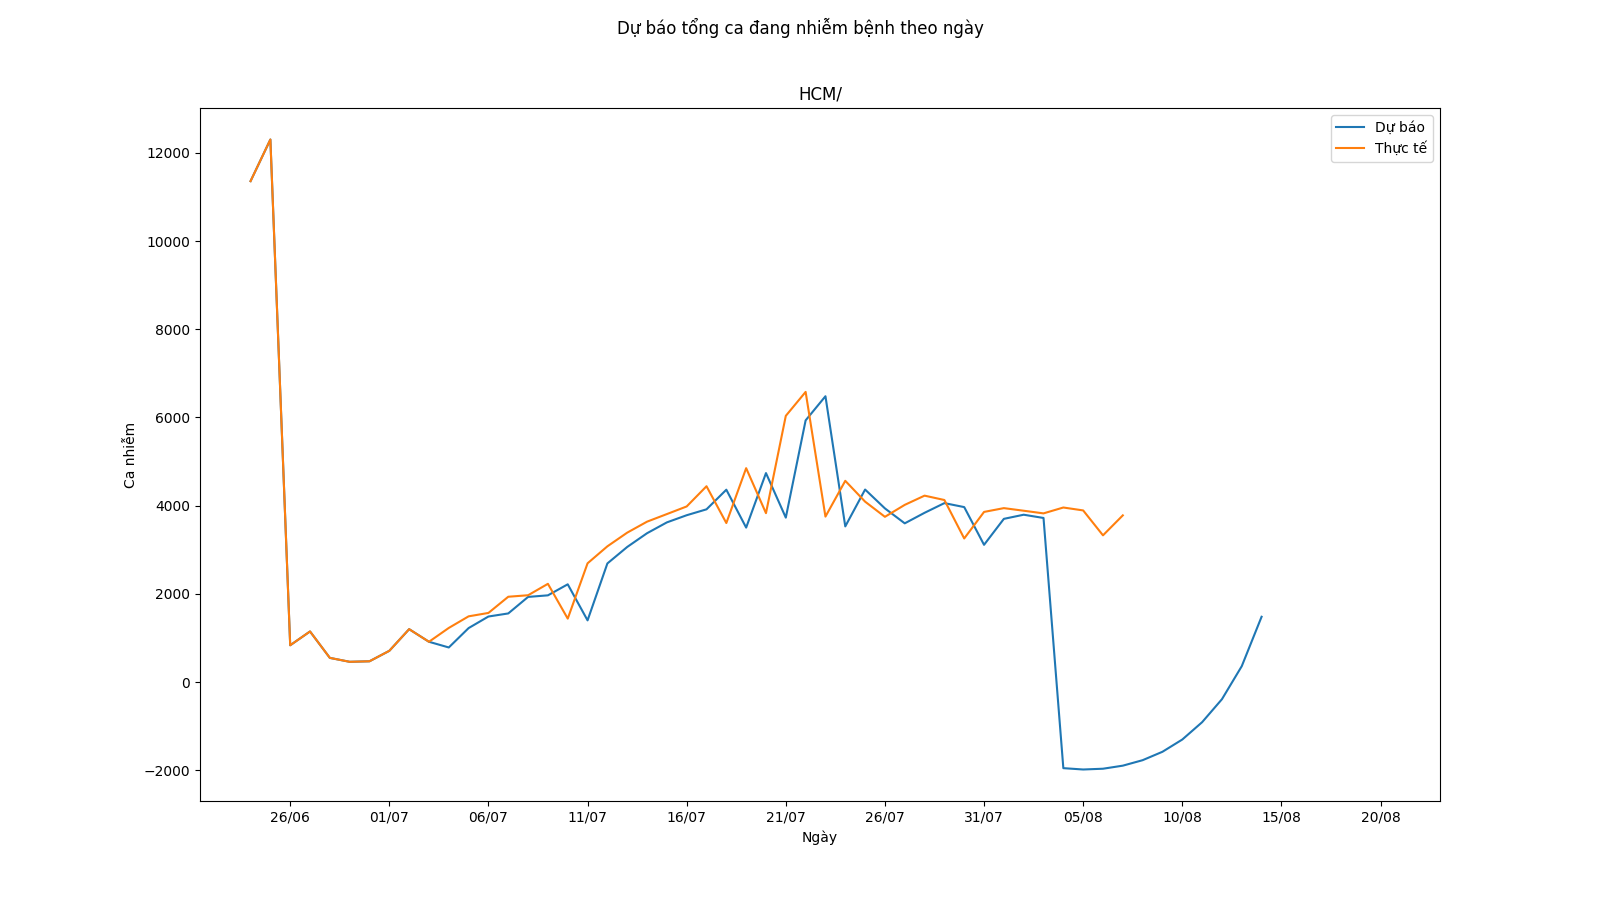 Dự báo tổng ca đang nhiễm bệnh theo ngày
HCM/
Dự báo
Thực tế
12000
10000
8000
6000
4000
2000
0
−2000
Ca nhiễm
26/06 01/07 06/07 11/07 16/07 21/07 26/07 31/07 05/08 10/08 15/08 20/08
Ngày